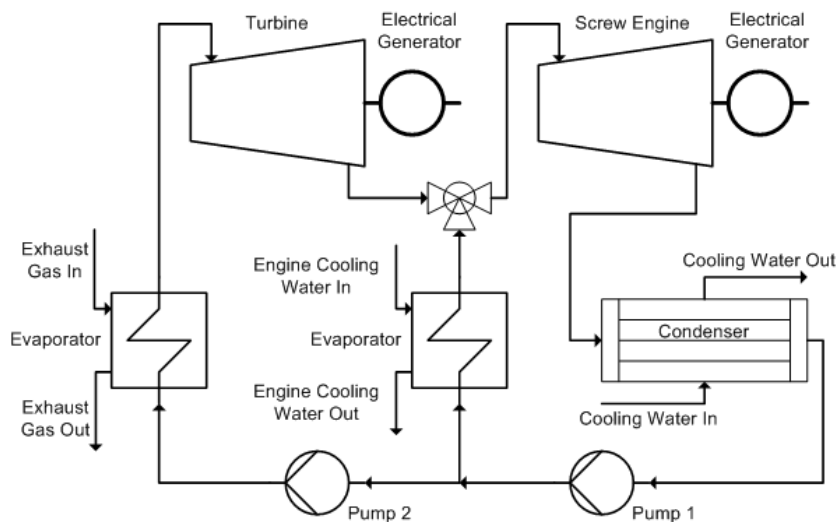 Turbine
Electrical
Generator
Screw Engine
Electrical
Generator
Exhaust
Gas In
Engine Cooling
Water In
Cooling Water Out
Evaporator
Evaporator
Condenser
Exhaust
Gas Out
Engine Cooling
Water Out
Cooling Water In
Pump 2
Pump 1